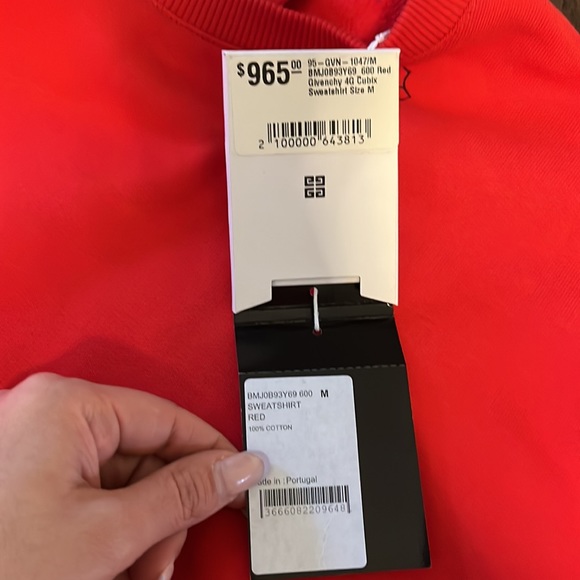 $965.00 95-GVN-1047/M
BMJ0B93Y69 600 Red
Givenchy 4G Cubix
Sweatshirt Size M
2 100000 643813
BMJ0B93Y69 600 M
SWEATSHIRT
RED
100% COTTON
de in : Portugal
3666082209648